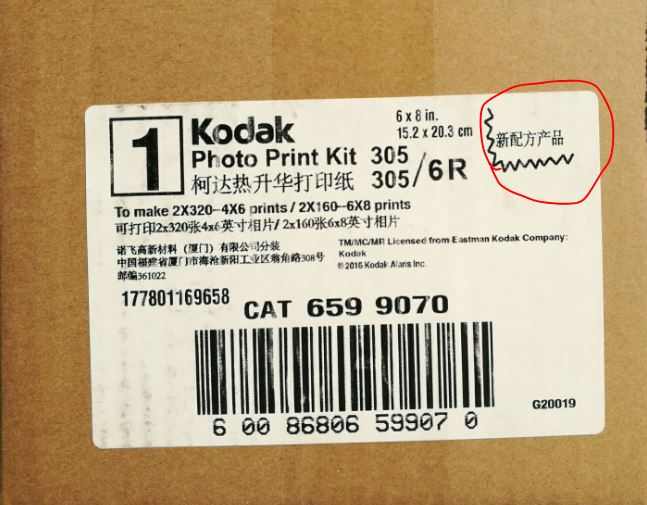 1
Kodak
6 x 8 in.
15.2 x 20.3 cm
新配方产品
Photo Print Kit 305
柯达热升华打印纸 305/6R
To make 2X320-4X6 prints / 2X160-6X8 prints
可打印2x320张4x6英寸相片/ 2x160张6x8英寸相片
诺飞高新材料（厦门）有限公司分装
中国福建省厦门市海沧新阳工业区翁角路308号
邮编361022
TM/MC/MR Licensed from Eastman Kodak Company:
Kodak
©2016 Kodak Alaris Inc.
177801169658
CAT 659 9070
6 00 86806 59907 0
G20019